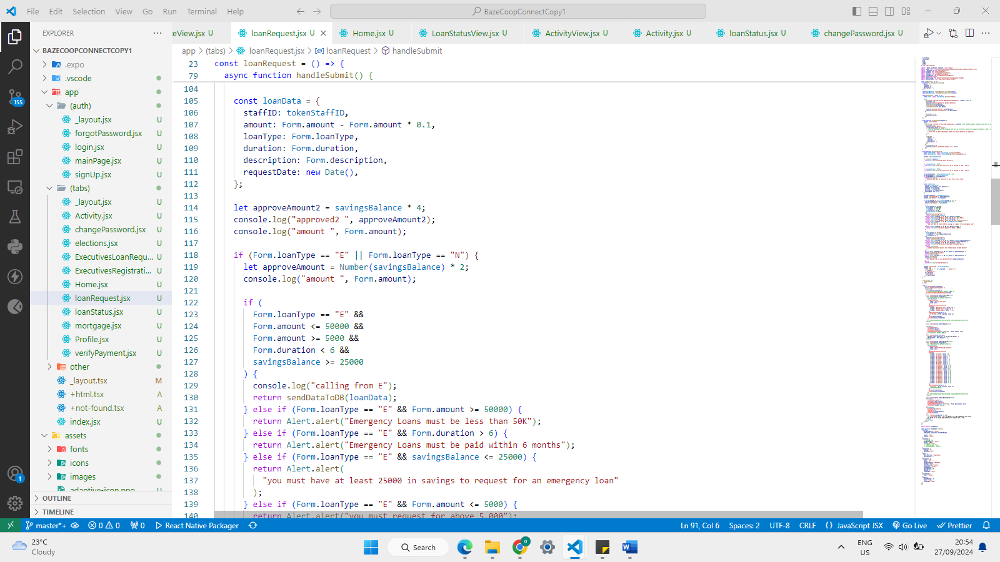 File Edit Selection View Go Run Terminal Help
BazeCoopConnectCopy1
EXPLORER
eView.jsx U
loanRequest.jsx U
Home.jsx U
LoanStatusView.jsx U
ActivityView.jsx U
Activity.jsx U
loanStatus.jsx U
changePassword.jsx U
app > (tabs) > loanRequest.jsx > loanRequest > handleSubmit
BAZECOOPCONNECTCOPY1
.expo
.vscode
app
(auth)
_layout.jsx U
forgotPassword.jsx U
login.jsx U
mainPage.jsx U
signUp.jsx U
(tabs)
_layout.jsx U
Activity.jsx U
changePassword.jsx U
elections.jsx U
ExecutivesLoanRequ... U
ExecutivesRegistrati... U
Home.jsx U
loanRequest.jsx U
loanStatus.jsx U
mortgage.jsx U
Profile.jsx U
verifyPayment.jsx U
other
_layout.tsx M
+html.tsx A
+not-found.tsx A
index.jsx U
assets
fonts
icons
images
adaptive-icon.png U
OUTLINE
TIMELINE
155
1
23 const loanRequest = () => {
79 async function handleSubmit() {
104
105 const loanData = {
106 staffID: tokenStaffID,
107 amount: Form.amount - Form.amount * 0.1,
108 loanType: Form.loanType,
109 duration: Form.duration,
110 description: Form.description,
111 requestDate: new Date(),
112 };
113
114 let approveAmount2 = savingsBalance * 4;
115 console.log("approved2 ", approveAmount2);
116 console.log("amount ", Form.amount);
117
118 if (Form.loanType == "E" || Form.loanType == "N") {
119 let approveAmount = Number(savingsBalance) * 2;
120 console.log("amount ", Form.amount);
121
122 if (
123 Form.loanType == "E" &&
124 Form.amount <= 50000 &&
125 Form.amount >= 5000 &&
126 Form.duration < 6 &&
127 savingsBalance >= 25000
128 ) {
129 console.log("calling from E");
130 return sendDataToDB(loanData);
131 } else if (Form.loanType == "E" && Form.amount >= 50000) {
132 return Alert.alert("Emergency Loans must be less than 50K");
133 } else if (Form.loanType == "E" && Form.duration > 6) {
134 return Alert.alert("Emergency Loans must be paid within 6 months");
135 } else if (Form.loanType == "E" && savingsBalance <= 25000) {
136 return Alert.alert(
137 "you must have at least 25000 in savings to request for an emergency loan"
138 );
139 } else if (Form.loanType == "E" && Form.amount <= 5000) {
140 return Alert.alert("you must request for above 5,000");
master*+ 0 0 0 React Native Packager
Ln 91, Col 6 Spaces: 2 UTF-8 CRLF {} JavaScript JSX Go Live Prettier
23°C
Cloudy
Search
ENG
US
20:54
27/09/2024